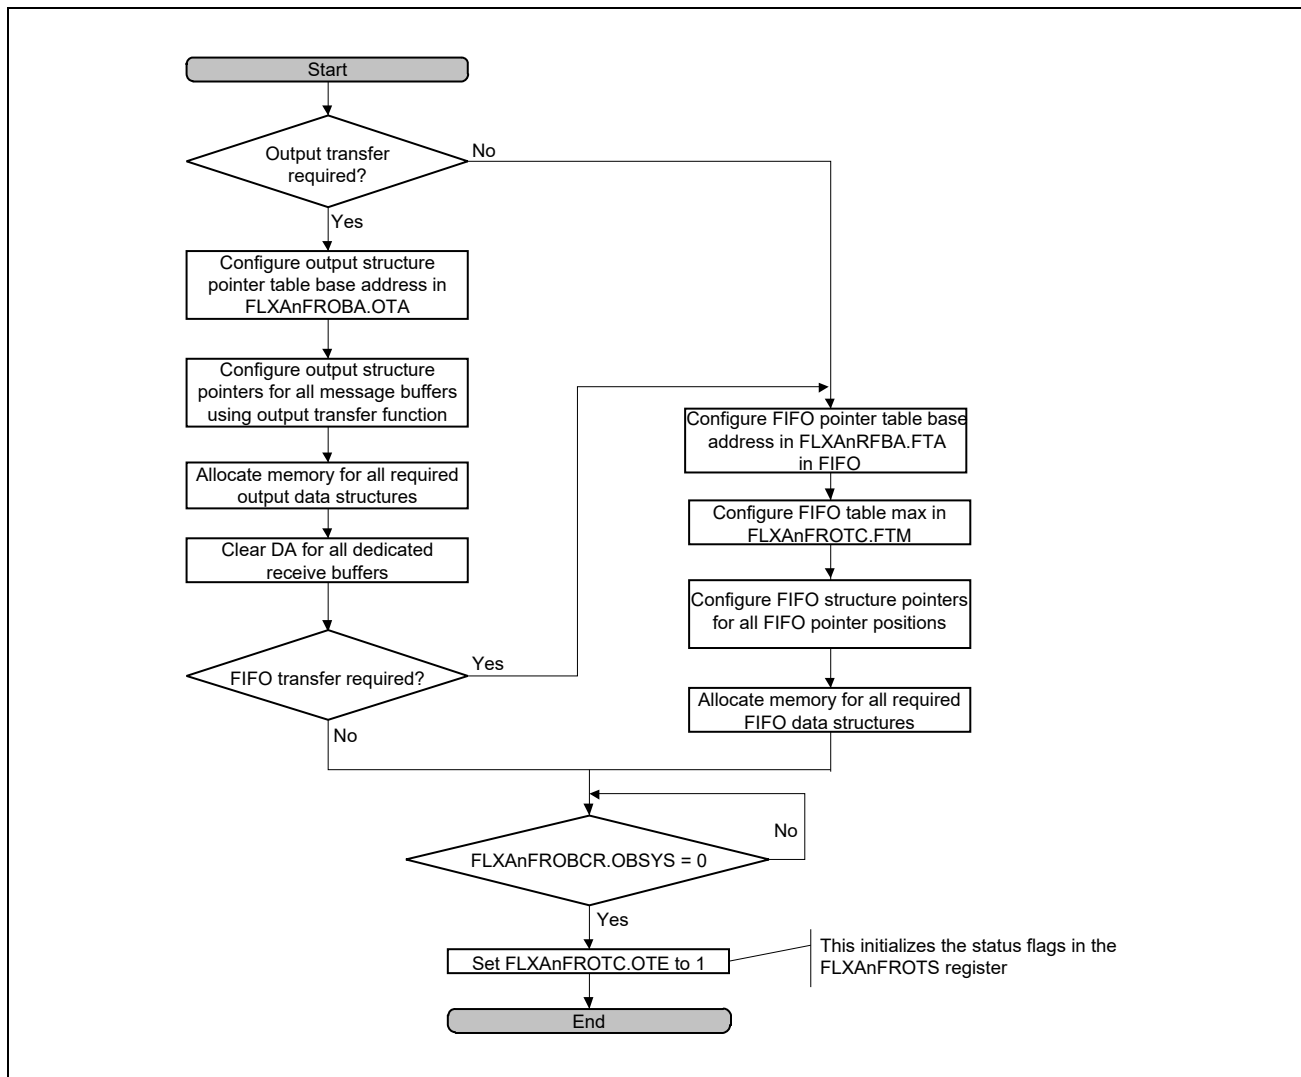 Start
Output transfer
required?
No
Yes
Configure output structure
pointer table base address in
FLXAnFROBA.OTA
Configure output structure
pointers for all message buffers
using output transfer function
Allocate memory for all required
output data structures
Clear DA for all dedicated
receive buffers
FIFO transfer required?
Yes
No
Configure FIFO pointer table base
address in FLXAnRFBA.FTA
in FIFO
Configure FIFO table max in
FLXAnFROTC.FTM
Configure FIFO structure pointers
for all FIFO pointer positions
Allocate memory for all required
FIFO data structures
No
FLXAnFROBCR.OBSYS = 0
Yes
Set FLXAnFROTC.OTE to 1
This initializes the status flags in the
FLXAnFROTS register
End